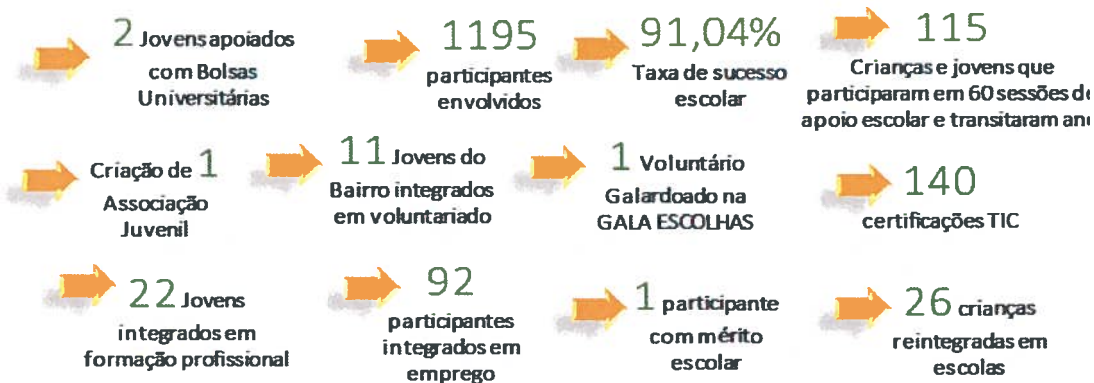 2 Jovens apoiados
com Bolsas
Universitárias
1195
participantes
envolvidos
91,04%
Taxa de sucesso
escolar
115
Crianças e jovens que
participaram em 60 sessões de
apoio escolar e transitaram
Criação de 1
Associação
Juvenil
11 Jovens do
Bairro integrados
em voluntariado
1 Voluntário
Galardoado na
GALA ESCOLHAS
140
certificações TIC
22 Jovens
integrados em
formação profissional
92
participantes
integrados em
emprego
1 participante
com mérito
escolar
26 crianças
reintegradas em
escolas